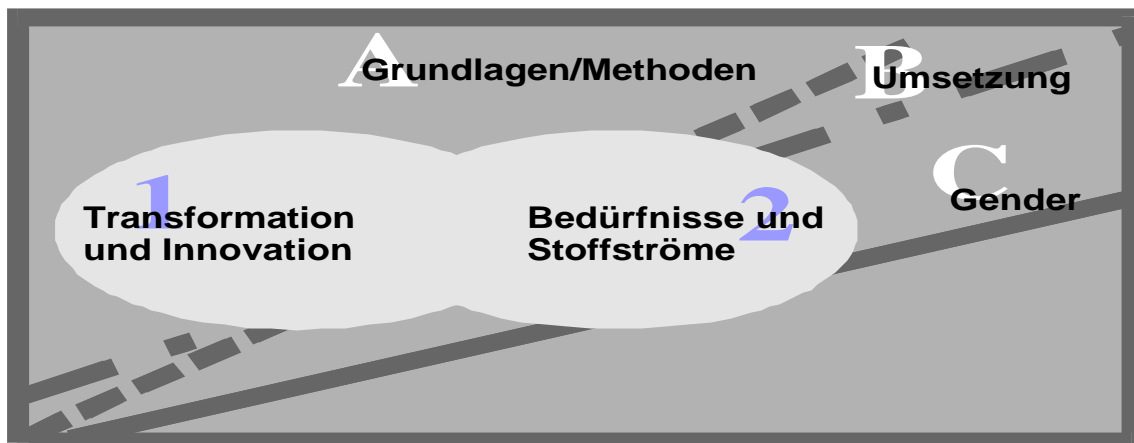 A
Grundlagen/Methoden
B
Umsetzung
C
Gender
1
Transformation
und Innovation
2
Bedürfnisse und
Stoffströme